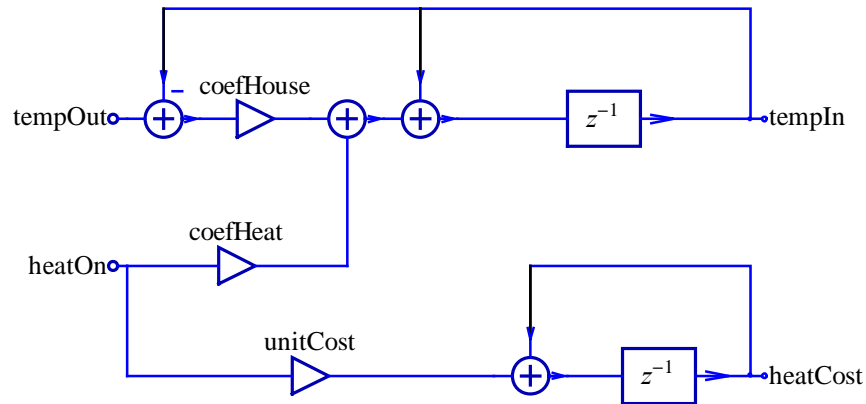 coefHouse
tempOut
z⁻¹
tempIn
coefHeat
heatOn
unitCost
z⁻¹
heatCost